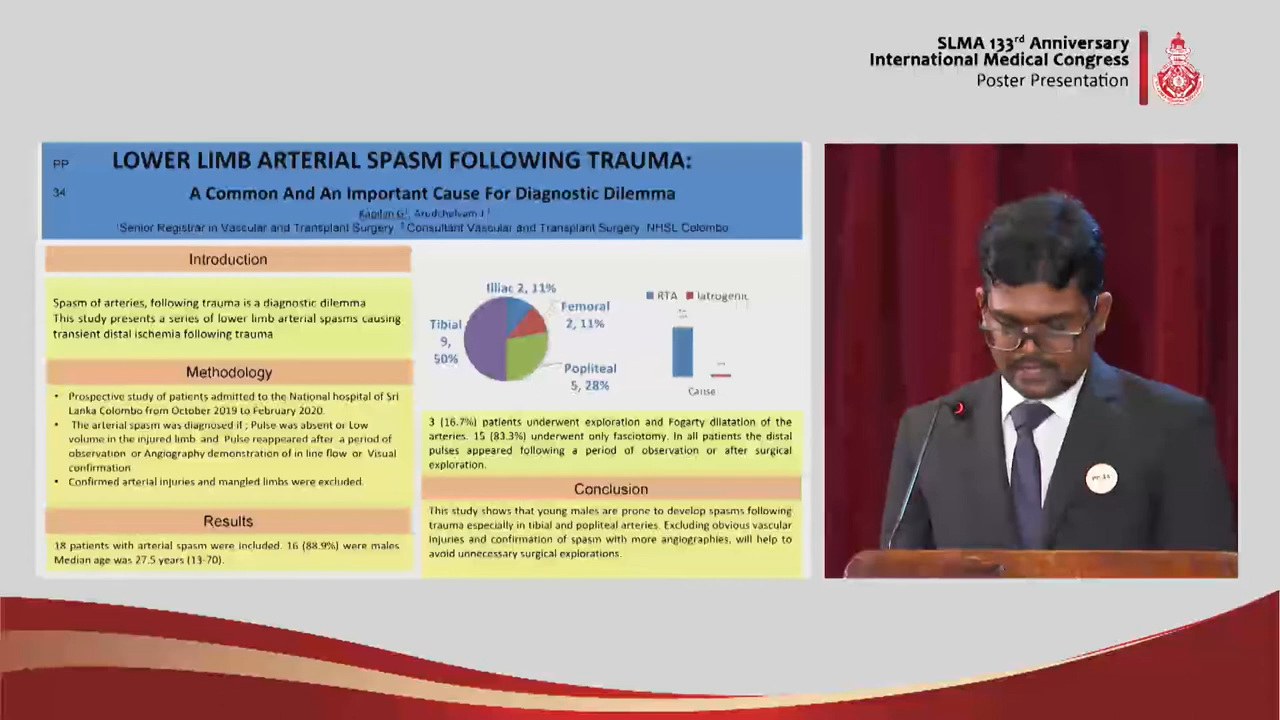 SLMA 133rd Anniversary
International Medical Congress
Poster Presentation
PP
34
LOWER LIMB ARTERIAL SPASM FOLLOWING TRAUMA:
A Common And An Important Cause For Diagnostic Dilemma
Kapilan G1, Arudchelvam J
1Senior Registrar in Vascular and Transplant Surgery 2 Consultant Vascular and Transplant Surgery NHSL Colombo
Introduction
Spasm of arteries, following trauma is a diagnostic dilemma
This study presents a series of lower limb arterial spasms causing
transient distal ischemia following trauma
Methodology
• Prospective study of patients admitted to the National hospital of Sri
Lanka Colombo from October 2019 to February 2020.
• The arterial spasm was diagnosed if ; Pulse was absent or Low
volume in the injured limb and Pulse reappeared after a period of
observation or Angiography demonstration of in line flow or Visual
confirmation
• Confirmed arterial injuries and mangled limbs were excluded.
Results
18 patients with arterial spasm were included. 16 (88.9%) were males
Median age was 27.5 years (13-70).
Illiac 2, 11%
Femoral
2, 11%
Tibial
9,
50%
Popliteal
5, 28%
RTA Iatrogenic
Cause
3 (16.7%) patients underwent exploration and Fogarty dilatation of the
arteries. 15 (83.3%) underwent only fasciotomy. In all patients the distal
pulses appeared following a period of observation or after surgical
exploration.
Conclusion
This study shows that young males are prone to develop spasms following
trauma especially in tibial and popliteal arteries. Excluding obvious vascular
injuries and confirmation of spasm with more angiographies, will help to
avoid unnecessary surgical explorations.